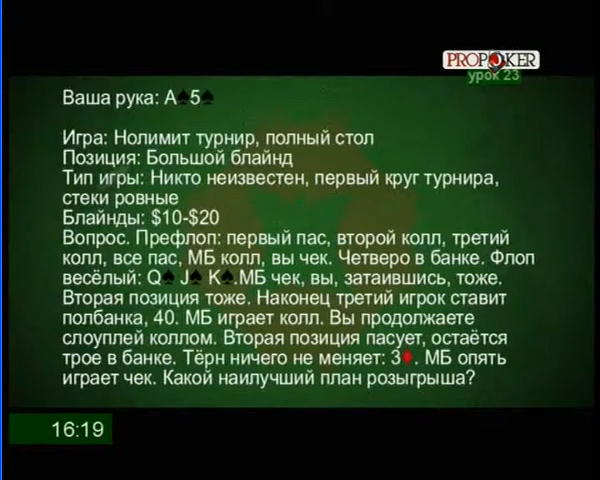 PROPOKER
урок 23
Ваша рука: A♠5♠
Игра: Нолимит турнир, полный стол
Позиция: Большой блайнд
Тип игры: Никто неизвестен, первый круг турнира,
стеки ровные
Блайнды: $10-$20
Вопрос. Префлоп: первый пас, второй колл, третий
колл, все пас, МБ колл, вы чек. Четверо в банке. Флоп
весёлый: Q♠ J♠ K♠.МБ чек, вы, затаившись, тоже.
Вторая позиция тоже. Наконец третий игрок ставит
полбанка, 40. МБ играет колл. Вы продолжаете
слоуплей коллом. Вторая позиция пасует, остаётся
трое в банке. Тёрн ничего не меняет: 3♦. МБ опять
играет чек. Какой наилучший план розыгрыша?
16:19